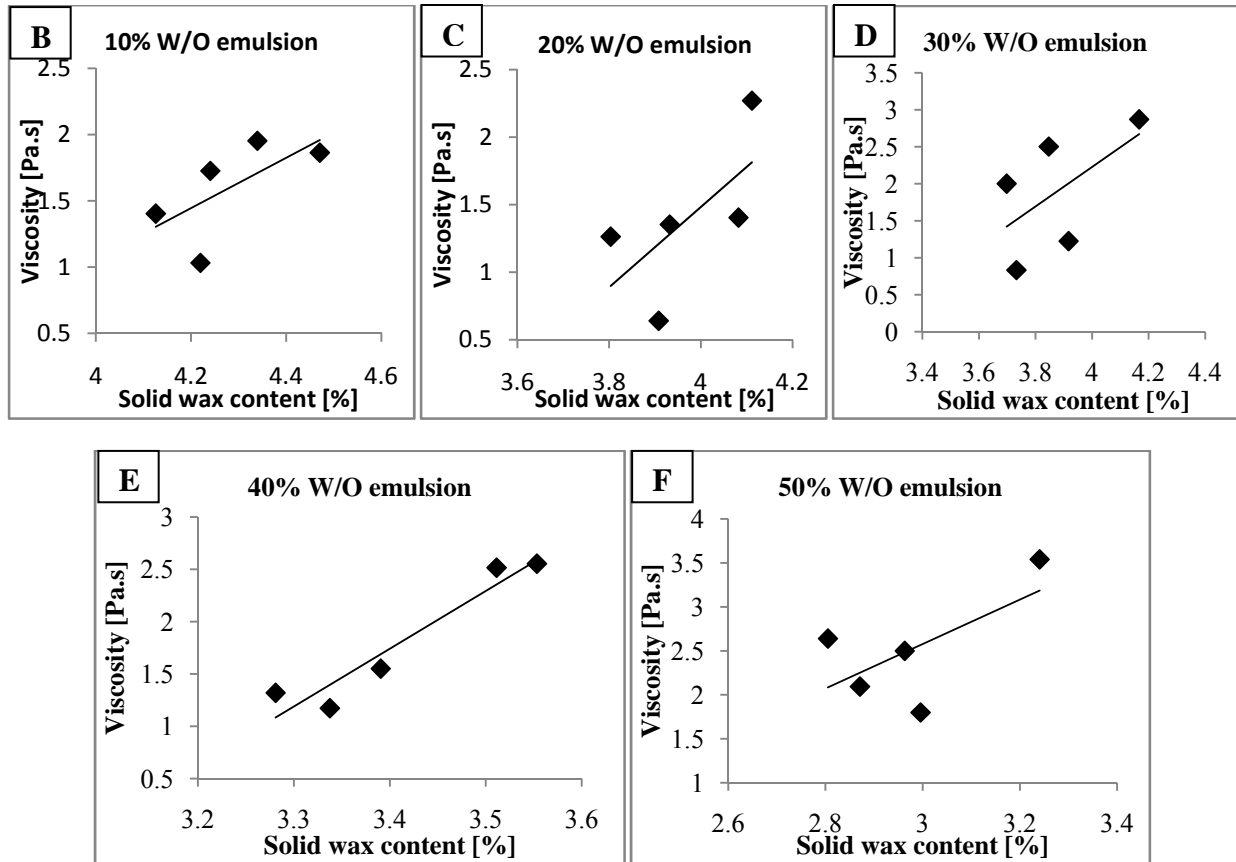 B
10% W/O emulsion
Viscosity [Pa.s]
2.5
2
1.5
1
0.5
4 4.2 4.4 4.6
Solid wax content [%]
C
20% W/O emulsion
Viscosity [Pa.s]
2.5
2
1.5
1
0.5
3.6 3.8 4 4.2
Solid wax content [%]
D
30% W/O emulsion
Viscosity [Pa.s]
3.5
3
2.5
2
1.5
1
0.5
0
3.4 3.6 3.8 4 4.2 4.4
Solid wax content [%]
E
40% W/O emulsion
Viscosity [Pa.s]
3
2.5
2
1.5
1
0.5
3.2 3.3 3.4 3.5 3.6
Solid wax content [%]
F
50% W/O emulsion
Viscosity [Pa.s]
4
3.5
3
2.5
2
1.5
1
2.6 2.8 3 3.2 3.4
Solid wax content [%]